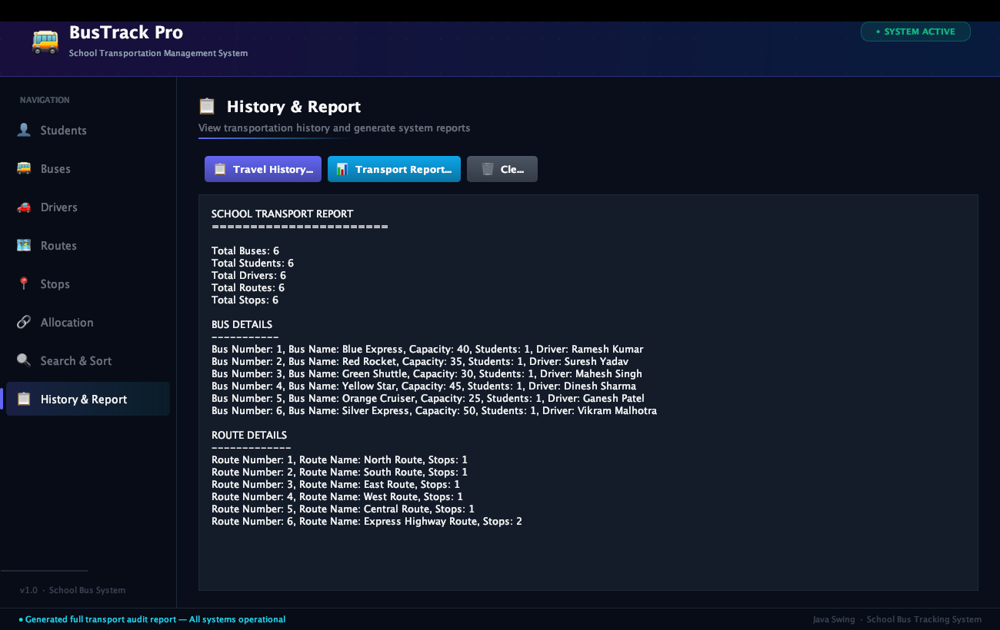 BusTrack Pro
School Transportation Management System
• SYSTEM ACTIVE
NAVIGATION
Students
Buses
Drivers
Routes
Stops
Allocation
Search & Sort
History & Report
v1.0 · School Bus System
History & Report
View transportation history and generate system reports
Travel History...
Transport Report...
Cle...
SCHOOL TRANSPORT REPORT
=======================
Total Buses: 6
Total Students: 6
Total Drivers: 6
Total Routes: 6
Total Stops: 6
BUS DETAILS
-----------
Bus Number: 1, Bus Name: Blue Express, Capacity: 40, Students: 1, Driver: Ramesh Kumar
Bus Number: 2, Bus Name: Red Rocket, Capacity: 35, Students: 1, Driver: Suresh Yadav
Bus Number: 3, Bus Name: Green Shuttle, Capacity: 30, Students: 1, Driver: Mahesh Singh
Bus Number: 4, Bus Name: Yellow Star, Capacity: 45, Students: 1, Driver: Dinesh Sharma
Bus Number: 5, Bus Name: Orange Cruiser, Capacity: 25, Students: 1, Driver: Ganesh Patel
Bus Number: 6, Bus Name: Silver Express, Capacity: 50, Students: 1, Driver: Vikram Malhotra
ROUTE DETAILS
-------------
Route Number: 1, Route Name: North Route, Stops: 1
Route Number: 2, Route Name: South Route, Stops: 1
Route Number: 3, Route Name: East Route, Stops: 1
Route Number: 4, Route Name: West Route, Stops: 1
Route Number: 5, Route Name: Central Route, Stops: 1
Route Number: 6, Route Name: Express Highway Route, Stops: 2
• Generated full transport audit report — All systems operational
Java Swing · School Bus Tracking System